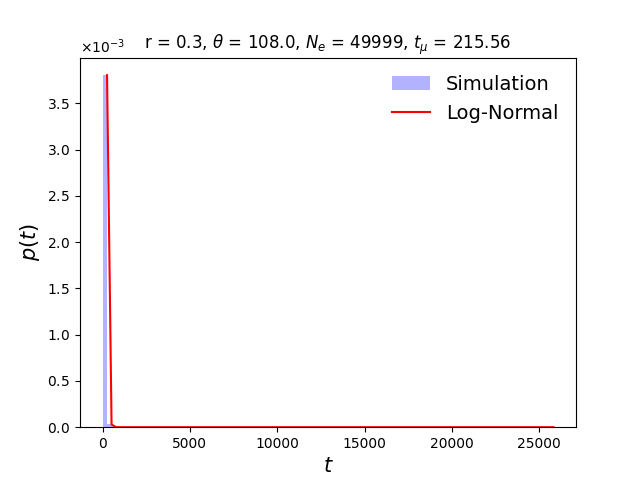 ×10⁻³ r = 0.3, θ = 108.0, Nₑ = 49999, t_μ = 215.56
Simulation
Log-Normal
3.5
3.0
2.5
2.0
1.5
1.0
0.5
0.0
p(t)
0 5000 10000 15000 20000 25000
t